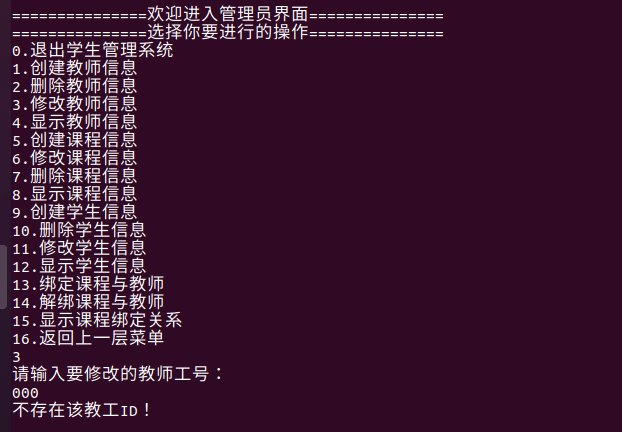 ===============欢迎进入管理员界面===============
===============选择你要进行的操作===============
0.退出学生管理系统
1.创建教师信息
2.删除教师信息
3.修改教师信息
4.显示教师信息
5.创建课程信息
6.修改课程信息
7.删除课程信息
8.显示课程信息
9.创建学生信息
10.删除学生信息
11.修改学生信息
12.显示学生信息
13.绑定课程与教师
14.解绑课程与教师
15.显示课程绑定关系
16.返回上一层菜单
3
请输入要修改的教师工号：
000
不存在该教工ID！